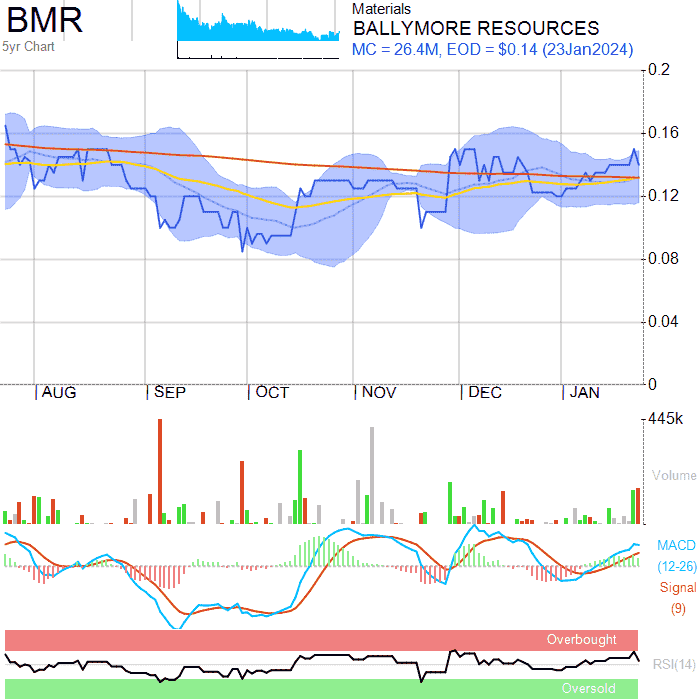 BMR
5yr Chart
Materials
BALLYMORE RESOURCES
MC = 26.4M, EOD = $0.14 (23Jan2024)
0.2
0.16
0.12
0.08
0.04
0
AUG SEP OCT NOV DEC JAN
445k
Volume
MACD
(12-26)
Signal
(9)
Overbought
RSI(14)
Oversold